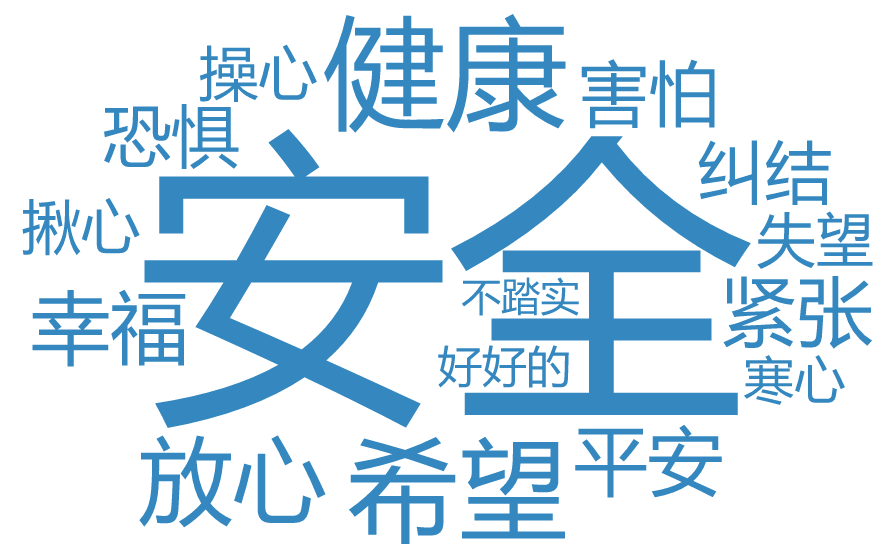 健康
操心
害怕
恐惧
安全
纠结
揪心
失望
不踏实
紧张
幸福
好好的
寒心
放心
希望
平安